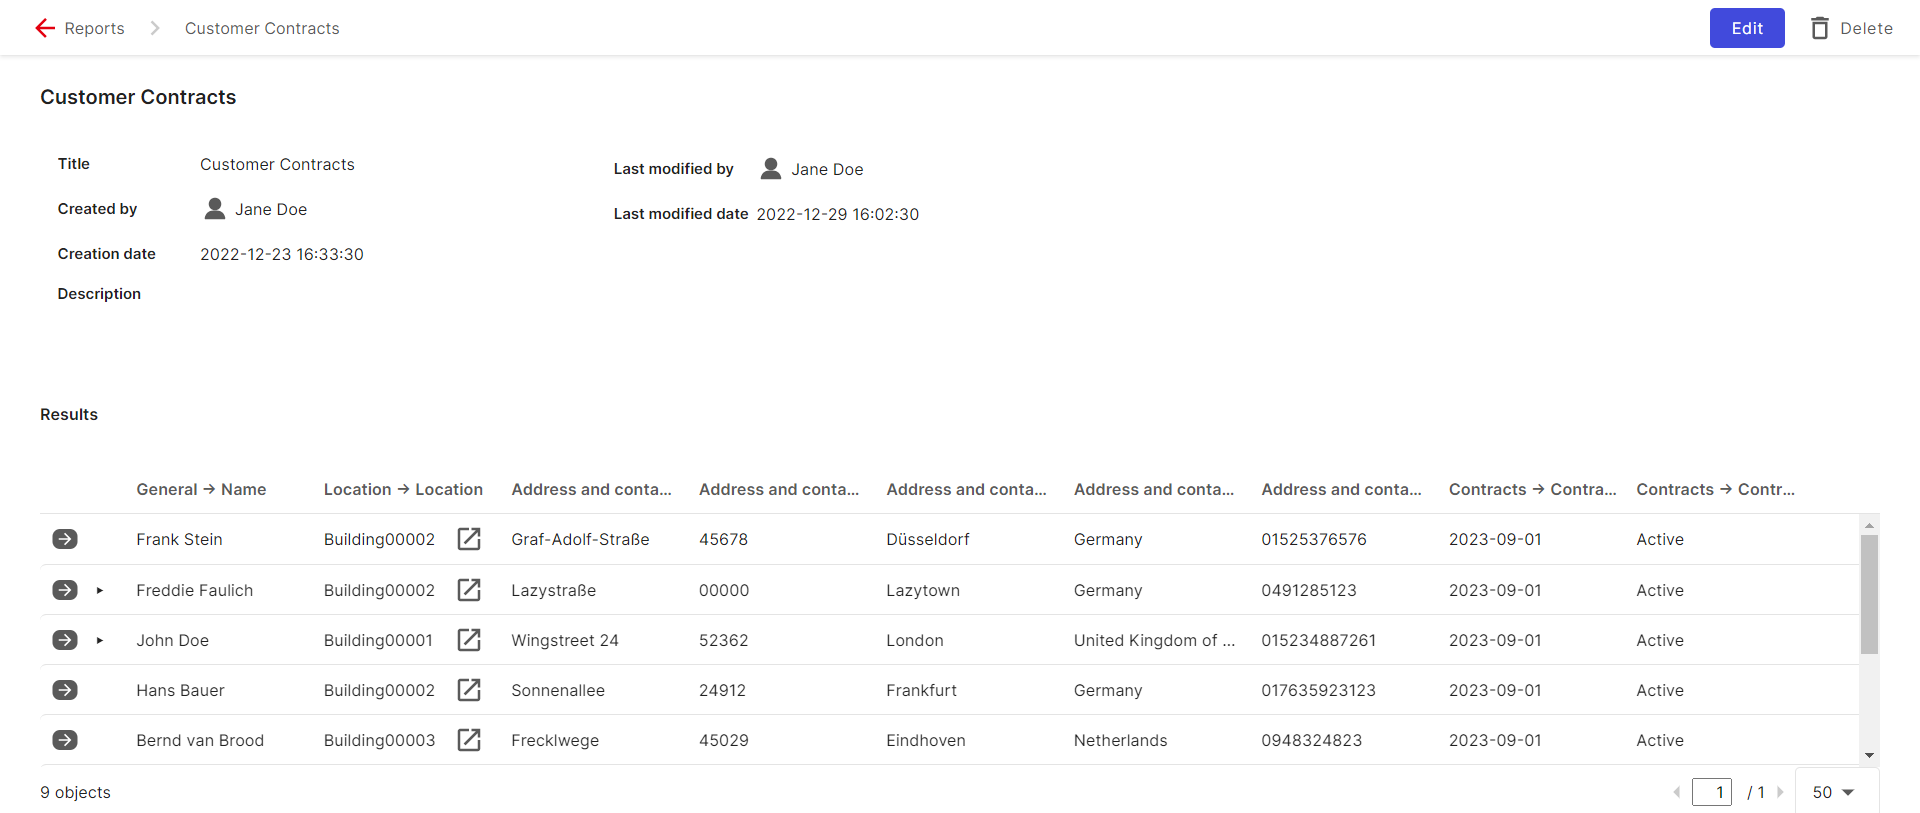 Reports Customer Contracts Edit Delete
Customer Contracts
Title Customer Contracts
Last modified by Jane Doe
Created by Jane Doe
Last modified date 2022-12-29 16:02:30
Creation date 2022-12-23 16:33:30
Description
Results
General → Name Location → Location Address and conta... Address and conta... Address and conta... Address and conta... Address and conta... Contracts → Contra... Contracts → Contr...
Frank Stein Building00002 Graf-Adolf-Straße 45678 Düsseldorf Germany 01525376576 2023-09-01 Active
Freddie Faulich Building00002 Lazystraße 00000 Lazytown Germany 0491285123 2023-09-01 Active
John Doe Building00001 Wingstreet 24 52362 London United Kingdom of ... 015234887261 2023-09-01 Active
Hans Bauer Building00002 Sonnenallee 24912 Frankfurt Germany 017635923123 2023-09-01 Active
Bernd van Brood Building00003 Frecklwege 45029 Eindhoven Netherlands 0948324823 2023-09-01 Active
9 objects 1 / 1 50